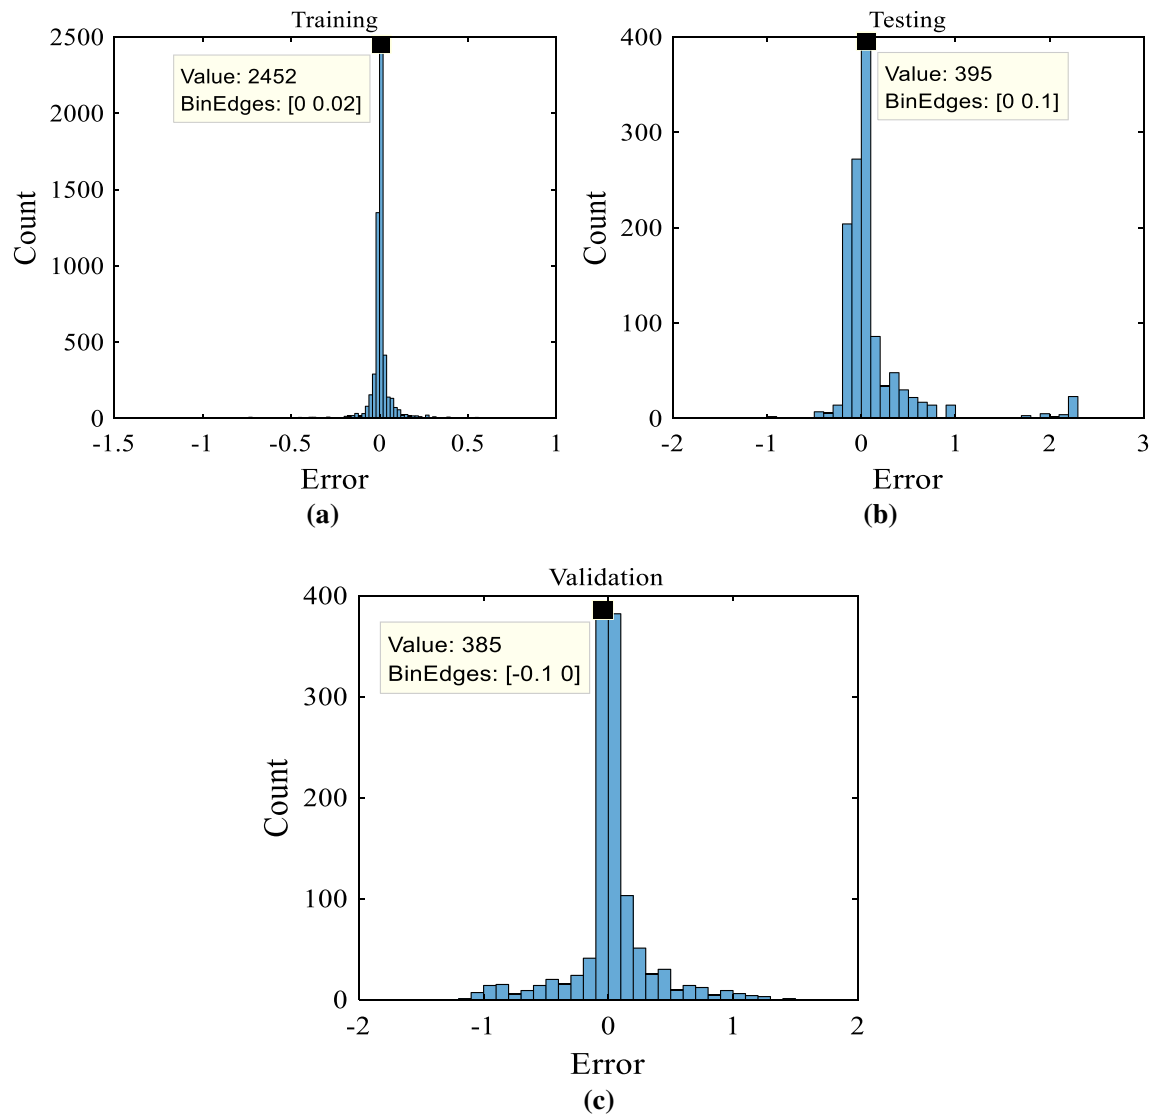 Training
2500
2000
1500
1000
500
0
Count
Value: 2452
BinEdges: [0 0.02]
-1.5 -1 -0.5 0 0.5 1
Error
(a)
Testing
400
300
200
100
0
Count
Value: 395
BinEdges: [0 0.1]
-2 -1 0 1 2 3
Error
(b)
Validation
400
300
200
100
0
Count
Value: 385
BinEdges: [-0.1 0]
-2 -1 0 1 2
Error
(c)